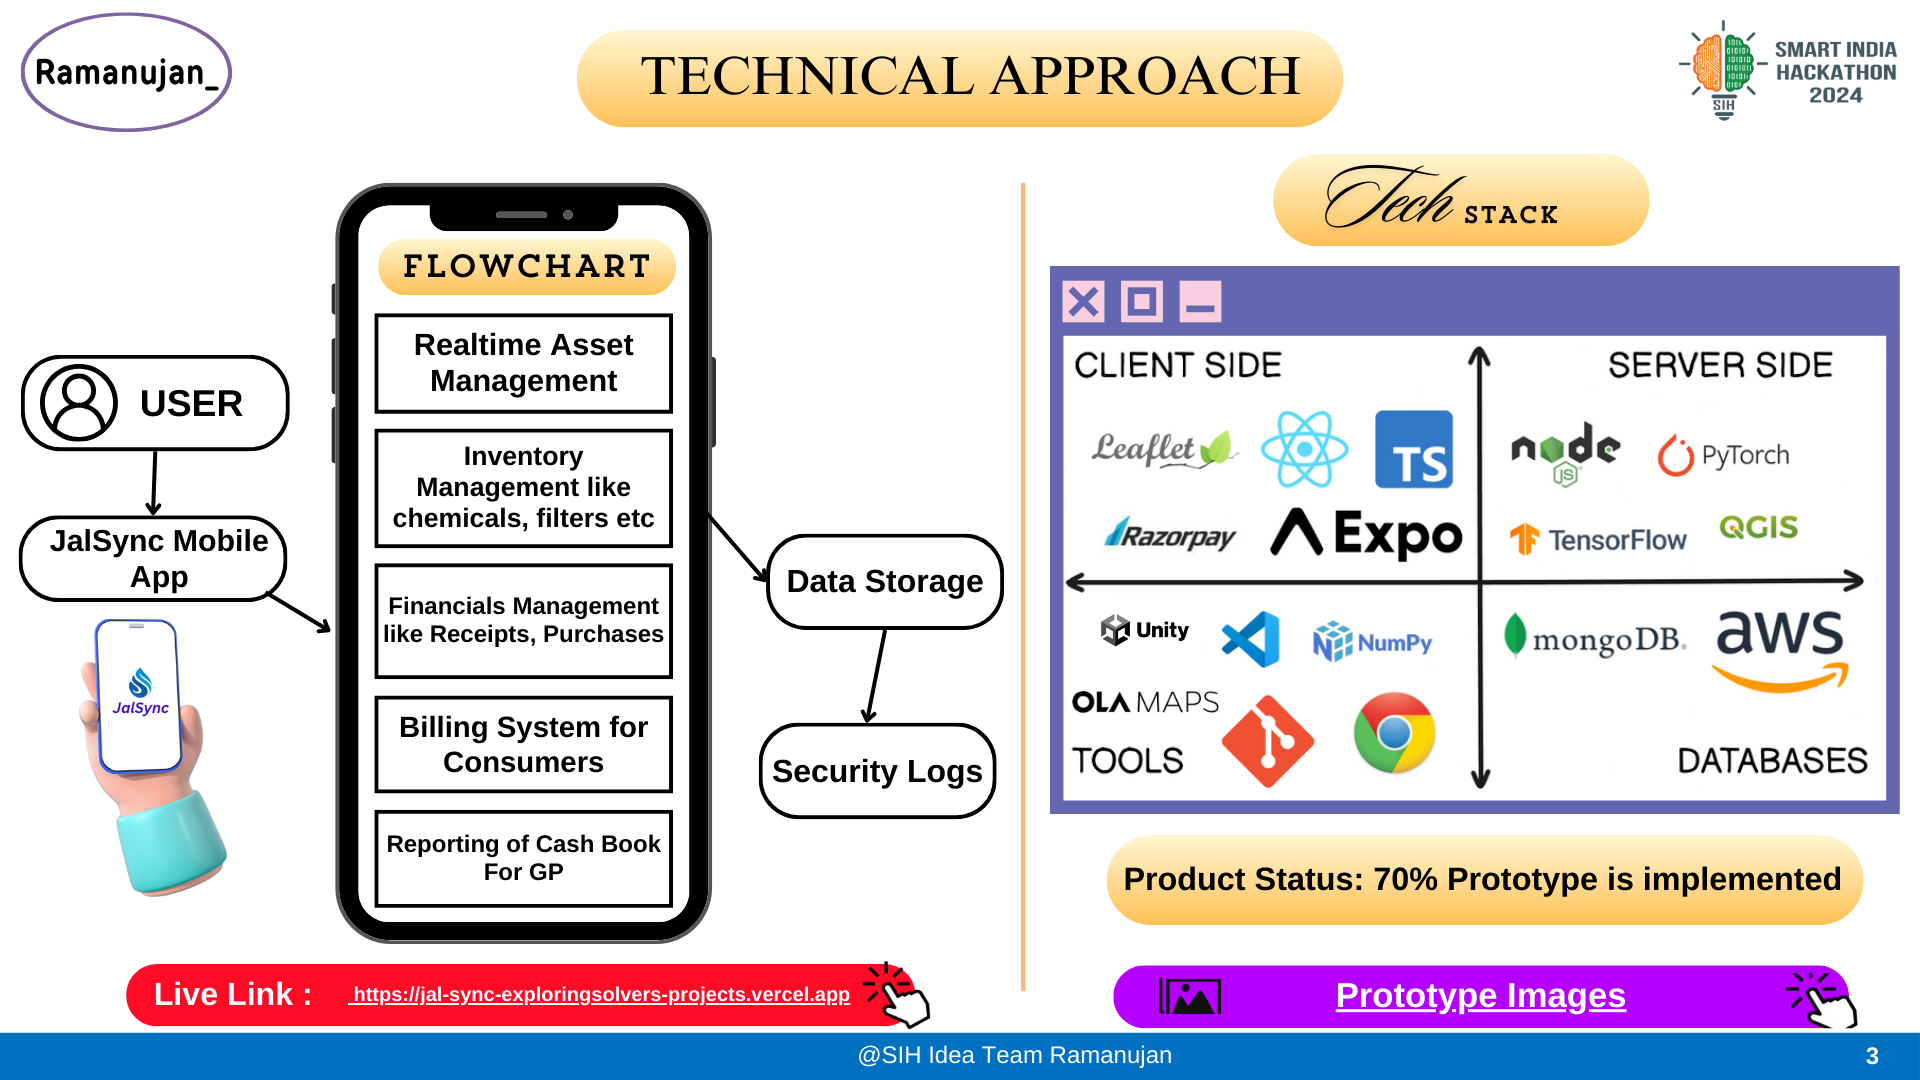 Ramanujan_
TECHNICAL APPROACH
SIH
SMART INDIA
HACKATHON
2024
FLOWCHART
Realtime Asset
Management
Inventory
Management like
chemicals, filters etc
Financials Management
like Receipts, Purchases
Billing System for
Consumers
Reporting of Cash Book
For GP
USER
JalSync Mobile
App
JalSync
Data Storage
Security Logs
Live Link : https://jal-sync-exploringsolvers-projects.vercel.app
Tech STACK
CLIENT SIDE
Leaflet
TS
Razorpay
Expo
SERVER SIDE
node
JS
PyTorch
TensorFlow
QGIS
Unity
NumPy
OLA MAPS
TOOLS
mongoDB
aws
DATABASES
Product Status: 70% Prototype is implemented
Prototype Images
@SIH Idea Team Ramanujan
3